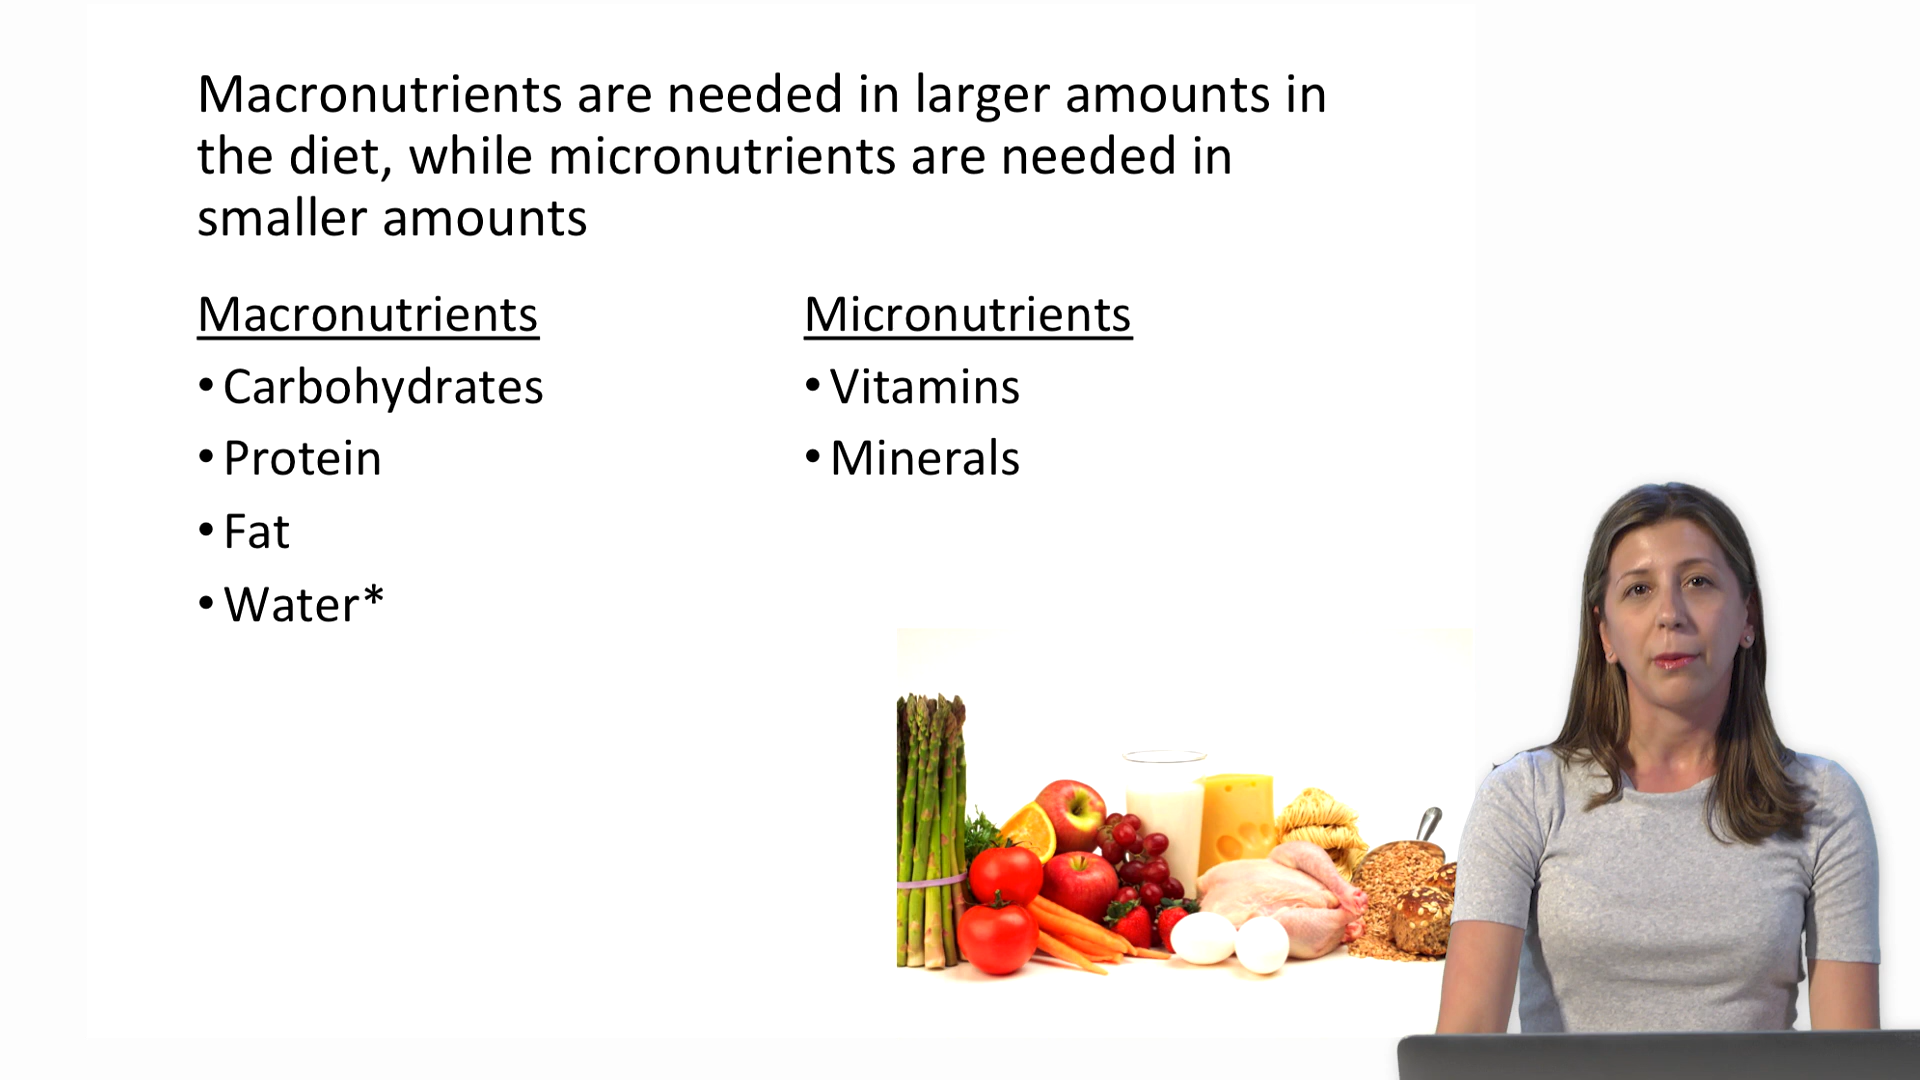 Macronutrients are needed in larger amounts in
the diet, while micronutrients are needed in
smaller amounts
Macronutrients
• Carbohydrates
• Protein
• Fat
• Water*
Micronutrients
• Vitamins
• Minerals